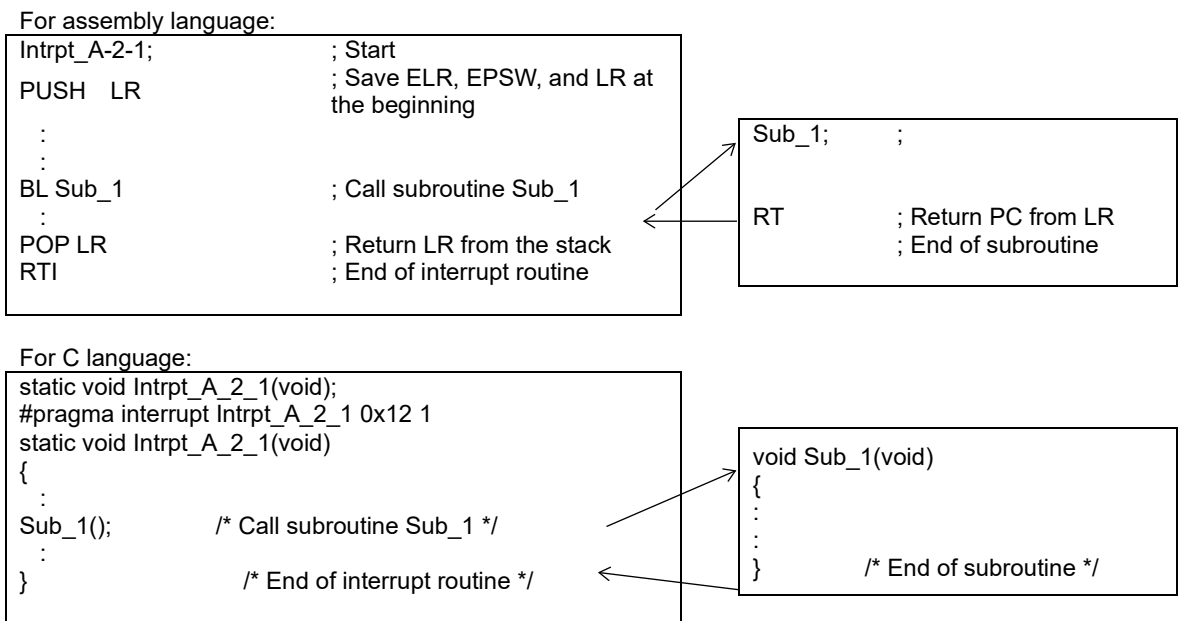 For assembly language:
Intrpt_A-2-1; ; Start
PUSH LR ; Save ELR, EPSW, and LR at
the beginning
:
:
BL Sub_1 ; Call subroutine Sub_1
:
POP LR ; Return LR from the stack
RTI ; End of interrupt routine
Sub_1; ;
RT ; Return PC from LR
; End of subroutine
For C language:
static void Intrpt_A_2_1(void);
#pragma interrupt Intrpt_A_2_1 0x12 1
static void Intrpt_A_2_1(void)
{
:
Sub_1(); /* Call subroutine Sub_1 */
:
} /* End of interrupt routine */
void Sub_1(void)
{
:
:
} /* End of subroutine */